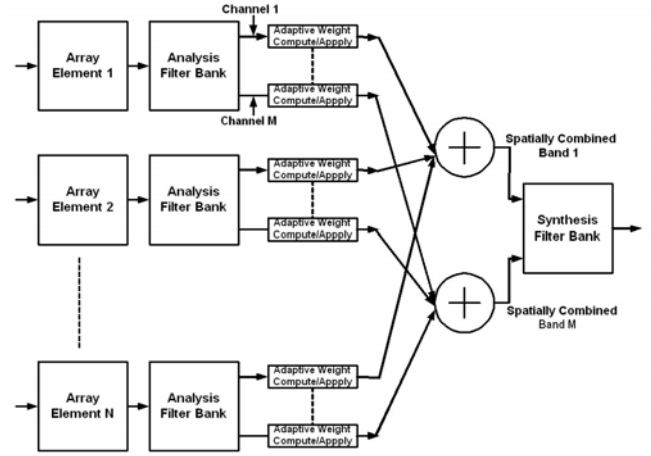 Channel 1
Array
Element 1
Analysis
Filter Bank
Adaptive Weight
Compute/Appply
Adaptive Weight
Compute/Appply
Channel M
Array
Element 2
Analysis
Filter Bank
Adaptive Weight
Compute/Appply
Adaptive Weight
Compute/Appply
Spatially Combined
Band 1
Synthesis
Filter Bank
Spatially Combined
Band M
Array
Element N
Analysis
Filter Bank
Adaptive Weight
Compute/Appply
Adaptive Weight
Compute/Appply